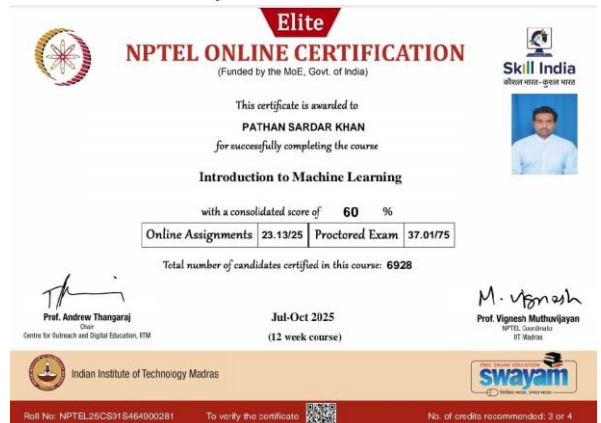 Elite
NPTEL ONLINE CERTIFICATION
(Funded by the MoE, Govt. of India)
Skill India
कौशल भारत-कुशल भारत
This certificate is awarded to
PATHAN SARDAR KHAN
for successfully completing the course
Introduction to Machine Learning
with a consolidated score of 60 %
Online Assignments 23.13/25 Proctored Exam 37.01/75
Total number of candidates certified in this course: 6928
M. Vignesh
Prof. Andrew Thangaraj
Chair
Centre for Outreach and Digital Education, IITM
Jul-Oct 2025
(12 week course)
Prof. Vignesh Muthuvijayan
NPTEL Coordinator
IIT Madras
Indian Institute of Technology Madras
FREE ONLINE EDUCATION
swayam
Roll No: NPTEL25CS91S464900281
To verify the certificate
No. of credits recommended: 3 or 4